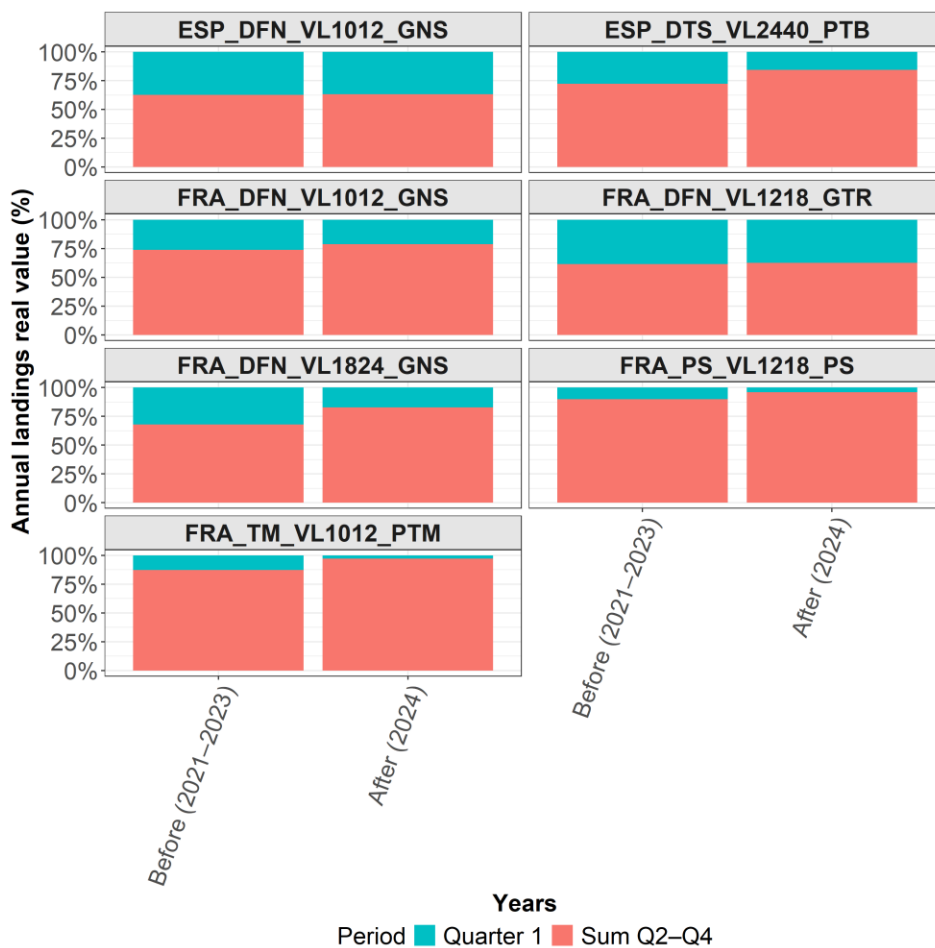 Annual landings real value (%)
ESP_DFN_VL1012_GNS
ESP_DTS_VL2440_PTB
100%
75%
50%
25%
0%
FRA_DFN_VL1012_GNS
FRA_DFN_VL1218_GTR
100%
75%
50%
25%
0%
FRA_DFN_VL1824_GNS
FRA_PS_VL1218_PS
100%
75%
50%
25%
0%
FRA_TM_VL1012_PTM
100%
75%
50%
25%
0%
Before (2021–2023)
After (2024)
Before (2021–2023)
After (2024)
Years
Period Quarter 1 Sum Q2–Q4